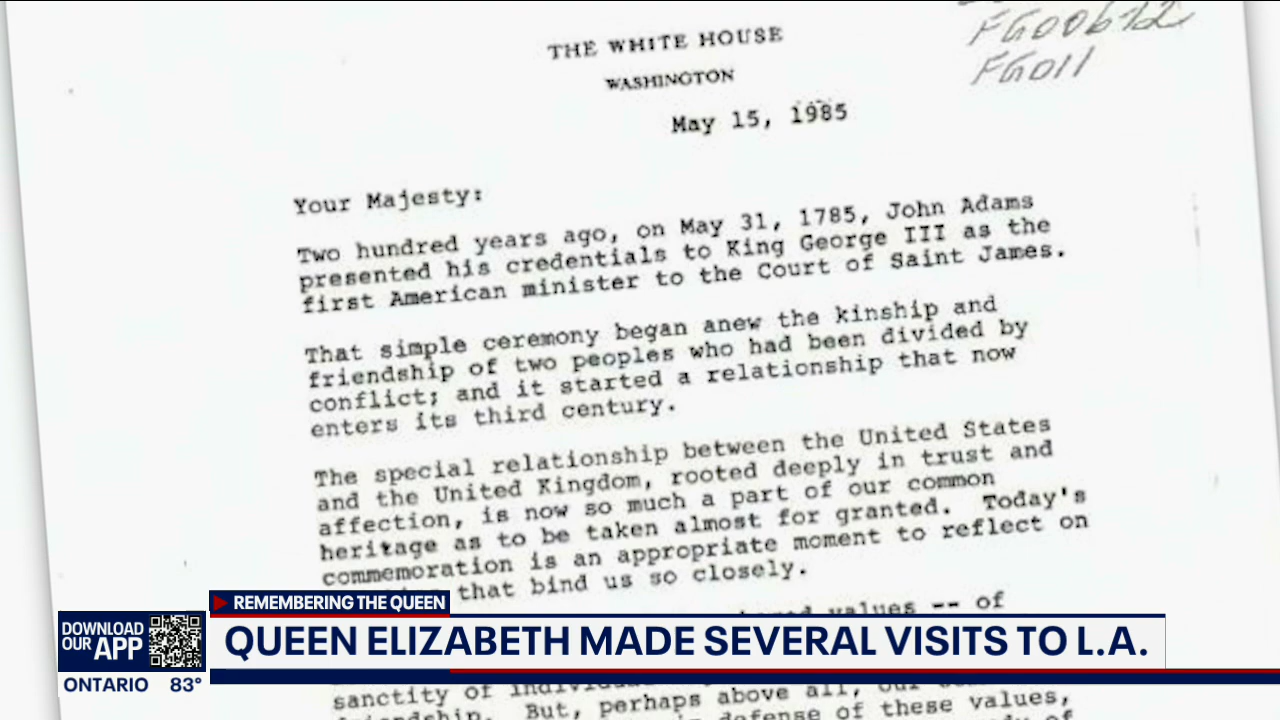 FG006-12
FG011
THE WHITE HOUSE
WASHINGTON
May 15, 1985
Your Majesty:
Two hundred years ago, on May 31, 1785, John Adams
presented his credentials to King George III as the
first American minister to the Court of Saint James.
That simple ceremony began anew the kinship and
friendship of two peoples who had been divided by
conflict; and it started a relationship that now
enters its third century.
The special relationship between the United States
and the United Kingdom, rooted deeply in trust and
affection, is now so much a part of our common
heritage as to be taken almost for granted. Today's
commemoration is an appropriate moment to reflect on
that bind us so closely.
values -- of
sanctity of
But, perhaps above all, our
defense of these values,
REMEMBERING THE QUEEN
QUEEN ELIZABETH MADE SEVERAL VISITS TO L.A.
DOWNLOAD
OUR APP
ONTARIO 83°